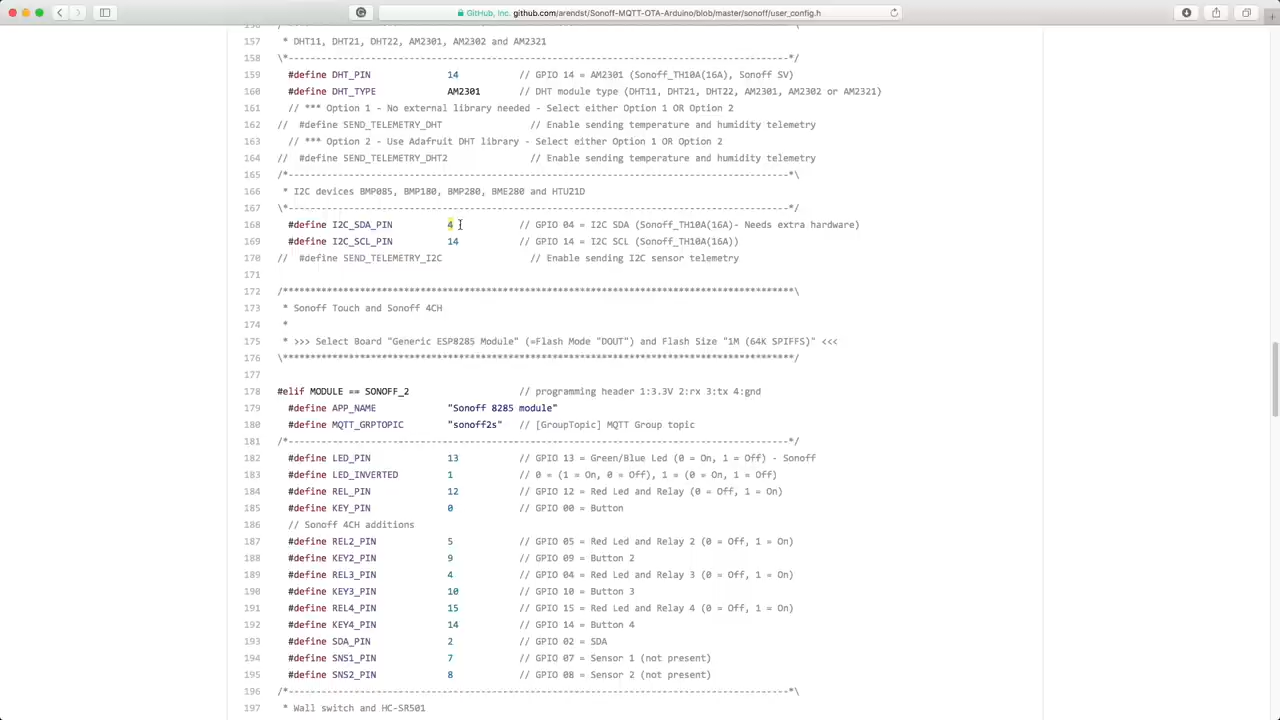 GitHub, Inc. github.com/arendst/Sonoff-MQTT-OTA-Arduino/blob/master/sonoff/user_config.h
157 * DHT11, DHT21, DHT22, AM2301, AM2302 and AM2321
158 \*-------------------------------------------------------------------------------------------*/
159 #define DHT_PIN 14 // GPIO 14 = AM2301 (Sonoff_TH10A(16A), Sonoff SV)
160 #define DHT_TYPE AM2301 // DHT module type (DHT11, DHT21, DHT22, AM2301, AM2302 or AM2321)
161 // *** Option 1 - No external library needed - Select either Option 1 OR Option 2
162 // #define SEND_TELEMETRY_DHT // Enable sending temperature and humidity telemetry
163 // *** Option 2 - Use Adafruit DHT library - Select either Option 1 OR Option 2
164 // #define SEND_TELEMETRY_DHT2 // Enable sending temperature and humidity telemetry
165 /*-------------------------------------------------------------------------------------------*\
166 * I2C devices BMP085, BMP180, BMP280, BME280 and HTU21D
167 \*-------------------------------------------------------------------------------------------*/
168 #define I2C_SDA_PIN 4 // GPIO 04 = I2C SDA (Sonoff_TH10A(16A)- Needs extra hardware)
169 #define I2C_SCL_PIN 14 // GPIO 14 = I2C SCL (Sonoff_TH10A(16A))
170 // #define SEND_TELEMETRY_I2C // Enable sending I2C sensor telemetry
171
172 /*********************************************************************************************\
173 * Sonoff Touch and Sonoff 4CH
174 *
175 * >>> Select Board "Generic ESP8285 Module" (=Flash Mode "DOUT") and Flash Size "1M (64K SPIFFS)" <<<
176 \*********************************************************************************************/
177
178 #elif MODULE == SONOFF_2 // programming header 1:3.3V 2:rx 3:tx 4:gnd
179 #define APP_NAME "Sonoff 8285 module"
180 #define MQTT_GRPTOPIC "sonoff2s" // [GroupTopic] MQTT Group topic
181 /*-------------------------------------------------------------------------------------------*/
182 #define LED_PIN 13 // GPIO 13 = Green/Blue Led (0 = On, 1 = Off) - Sonoff
183 #define LED_INVERTED 1 // 0 = (1 = On, 0 = Off), 1 = (0 = On, 1 = Off)
184 #define REL_PIN 12 // GPIO 12 = Red Led and Relay (0 = Off, 1 = On)
185 #define KEY_PIN 0 // GPIO 00 = Button
186 // Sonoff 4CH additions
187 #define REL2_PIN 5 // GPIO 05 = Red Led and Relay 2 (0 = Off, 1 = On)
188 #define KEY2_PIN 9 // GPIO 09 = Button 2
189 #define REL3_PIN 4 // GPIO 04 = Red Led and Relay 3 (0 = Off, 1 = On)
190 #define KEY3_PIN 10 // GPIO 10 = Button 3
191 #define REL4_PIN 15 // GPIO 15 = Red Led and Relay 4 (0 = Off, 1 = On)
192 #define KEY4_PIN 14 // GPIO 14 = Button 4
193 #define SDA_PIN 2 // GPIO 02 = SDA
194 #define SNS1_PIN 7 // GPIO 07 = Sensor 1 (not present)
195 #define SNS2_PIN 8 // GPIO 08 = Sensor 2 (not present)
196 /*-------------------------------------------------------------------------------------------*\
197 * Wall switch and HC-SR501